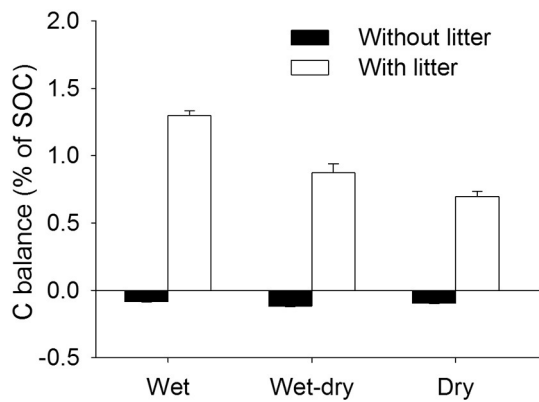 C balance (% of SOC)
2.0
1.5
1.0
0.5
0.0
-0.5
Without litter
With litter
Wet
Wet-dry
Dry